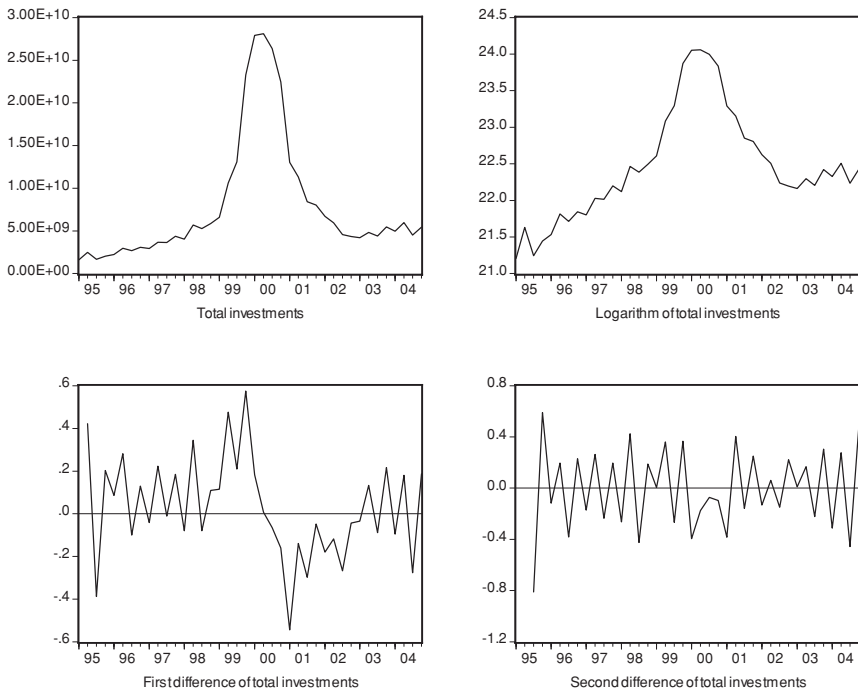 3.00E+10
2.50E+10
2.00E+10
1.50E+10
1.00E+10
5.00E+09
0.00E+00
95 96 97 98 99 00 01 02 03 04
Total investments
24.5
24.0
23.5
23.0
22.5
22.0
21.5
21.0
95 96 97 98 99 00 01 02 03 04
Logarithm of total investments
.6
.4
.2
.0
-.2
-.4
-.6
95 96 97 98 99 00 01 02 03 04
First difference of total investments
0.8
0.4
0.0
-0.4
-0.8
-1.2
95 96 97 98 99 00 01 02 03 04
Second difference of total investments